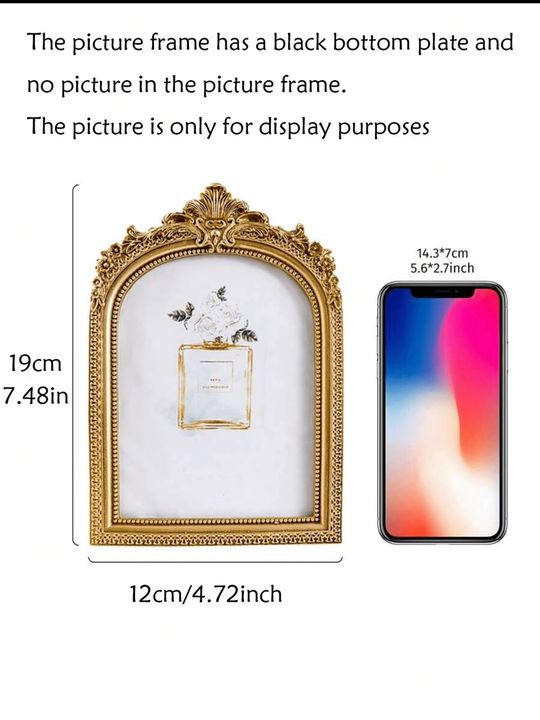 The picture frame has a black bottom plate and
no picture in the picture frame.
The picture is only for display purposes
14.3*7cm
5.6*2.7inch
19cm
7.48in
12cm/4.72inch